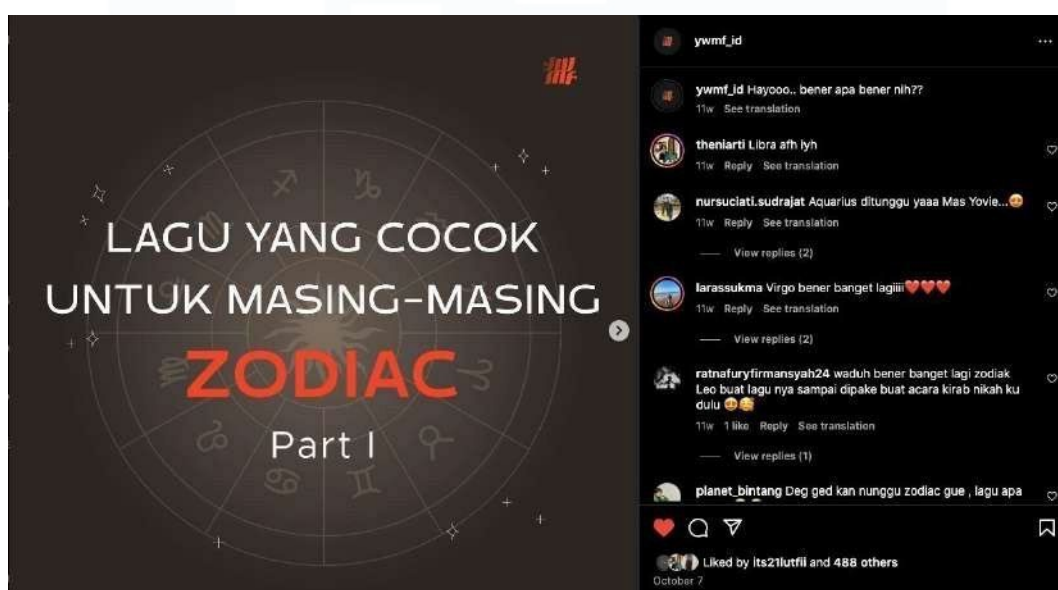 LAGU YANG COCOK
UNTUK MASING-MASING
ZODIAC
Part I
ywmf_id
ywmf_id Hayooo.. bener apa bener nih??
11w See translation
theniarti Libra afh iyh
11w Reply See translation
nursuciati.sudrajat Aquarius ditunggu yaaa Mas Yovie...😍
11w Reply See translation
View replies (2)
larassukma Virgo bener banget lagiiii❤️❤️❤️
11w Reply See translation
View replies (2)
ratnafuryfirmansyah24 waduh bener banget lagi zodiak
Leo buat lagu nya sampai dipake buat acara kirab nikah ku
dulu 😍🥰
11w 1 like Reply See translation
View replies (1)
planet_bintang Deg ged kan nunggu zodiac gue , lagu apa
Liked by its21lutfii and 488 others
October 7